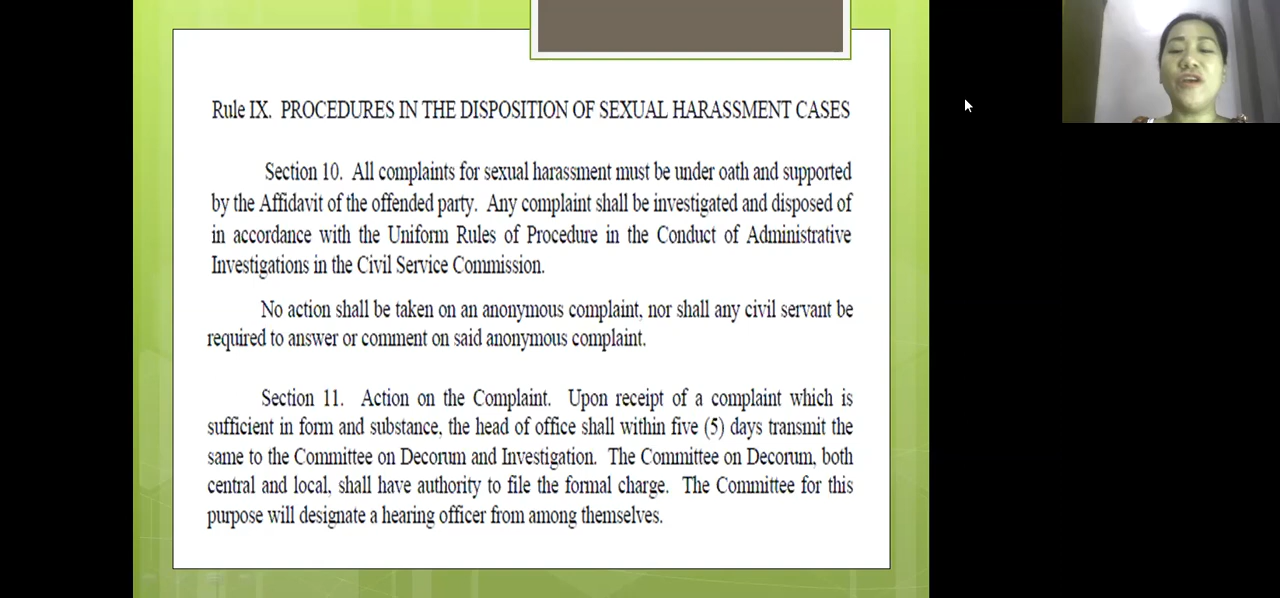 Rule IX. PROCEDURES IN THE DISPOSITION OF SEXUAL HARASSMENT CASES
Section 10. All complaints for sexual harassment must be under oath and supported
by the Affidavit of the offended party. Any complaint shall be investigated and disposed of
in accordance with the Uniform Rules of Procedure in the Conduct of Administrative
Investigations in the Civil Service Commission.
No action shall be taken on an anonymous complaint, nor shall any civil servant be
required to answer or comment on said anonymous complaint.
Section 11. Action on the Complaint. Upon receipt of a complaint which is
sufficient in form and substance, the head of office shall within five (5) days transmit the
same to the Committee on Decorum and Investigation. The Committee on Decorum, both
central and local, shall have authority to file the formal charge. The Committee for this
purpose will designate a hearing officer from among themselves.